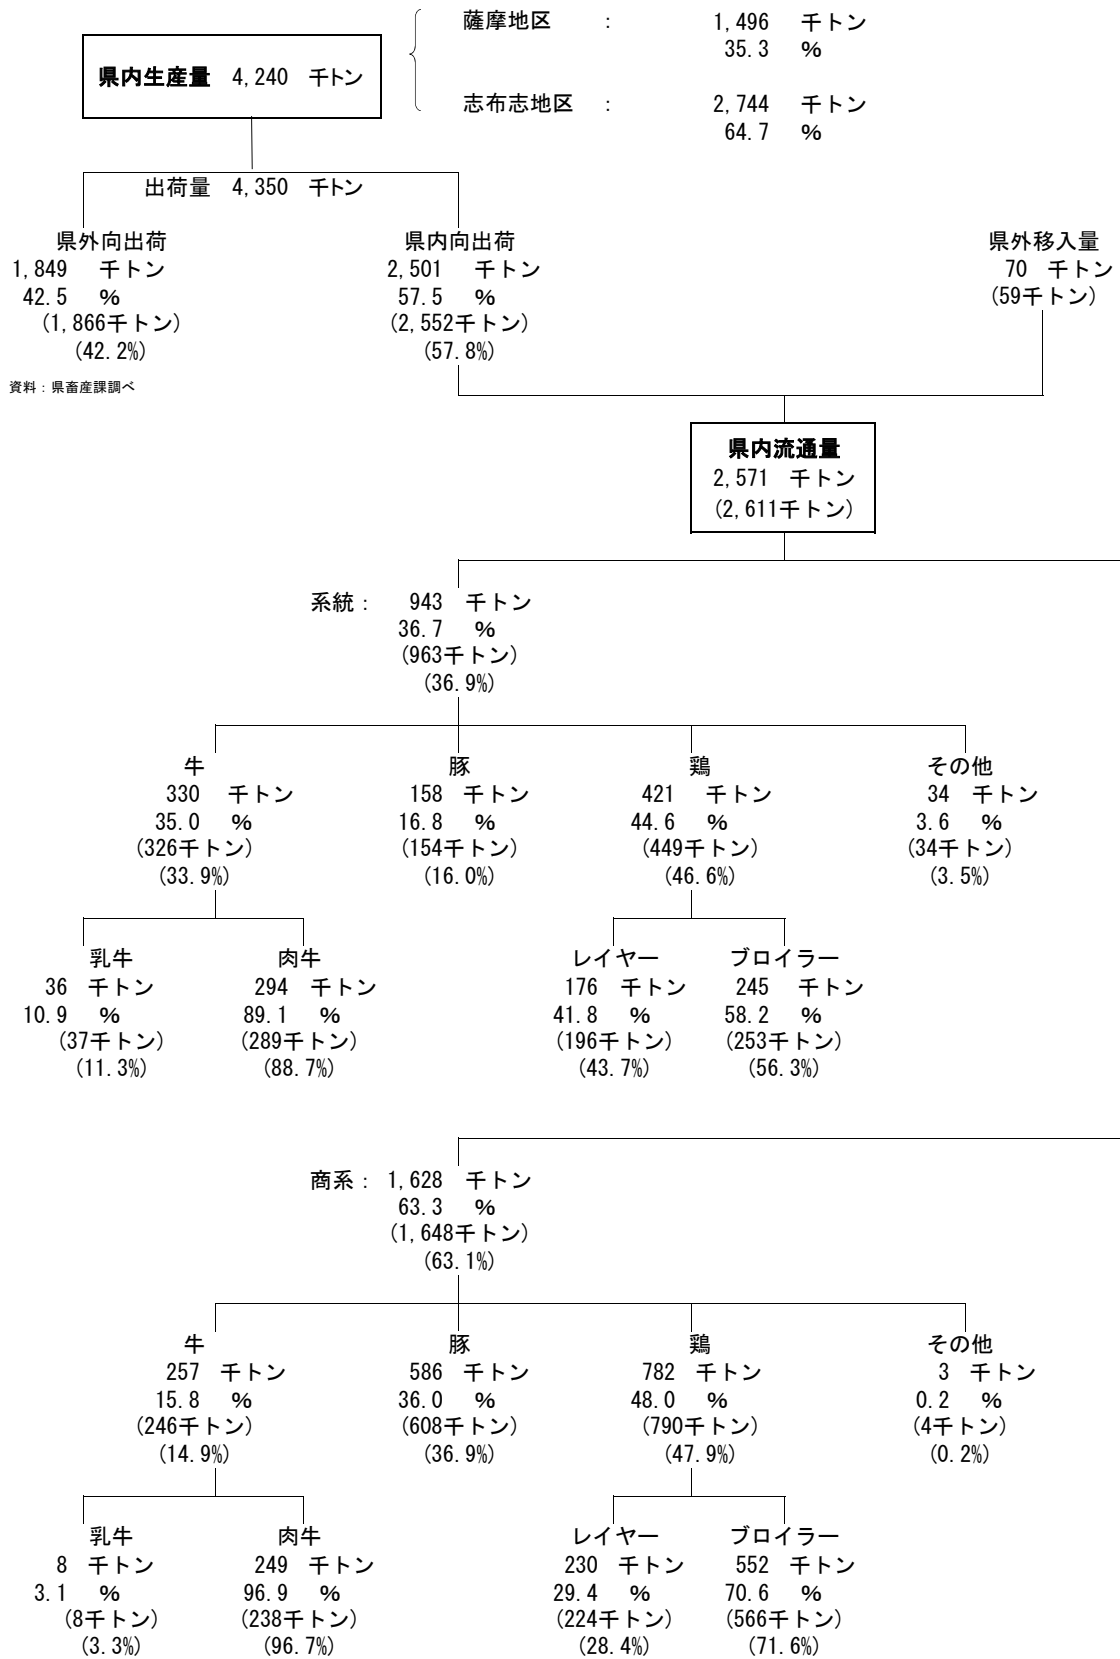 薩摩地区 : 1,496 千トン
35.3 %
県内生産量 4,240 千トン
志布志地区 : 2,744 千トン
64.7 %
出荷量 4,350 千トン
県外向出荷 県内向出荷 県外移入量
1,849 千トン 2,501 千トン 70 千トン
42.5 % 57.5 % (59千トン)
(1,866千トン) (2,552千トン)
(42.2%) (57.8%)
資料:県畜産課調べ
県内流通量
2,571 千トン
(2,611千トン)
系統: 943 千トン
36.7 %
(963千トン)
(36.9%)
牛 豚 鶏 その他
330 千トン 158 千トン 421 千トン 34 千トン
35.0 % 16.8 % 44.6 % 3.6 %
(326千トン) (154千トン) (449千トン) (34千トン)
(33.9%) (16.0%) (46.6%) (3.5%)
乳牛 肉牛 レイヤー ブロイラー
36 千トン 294 千トン 176 千トン 245 千トン
10.9 % 89.1 % 41.8 % 58.2 %
(37千トン) (289千トン) (196千トン) (253千トン)
(11.3%) (88.7%) (43.7%) (56.3%)
商系: 1,628 千トン
63.3 %
(1,648千トン)
(63.1%)
牛 豚 鶏 その他
257 千トン 586 千トン 782 千トン 3 千トン
15.8 % 36.0 % 48.0 % 0.2 %
(246千トン) (608千トン) (790千トン) (4千トン)
(14.9%) (36.9%) (47.9%) (0.2%)
乳牛 肉牛 レイヤー ブロイラー
8 千トン 249 千トン 230 千トン 552 千トン
3.1 % 96.9 % 29.4 % 70.6 %
(8千トン) (238千トン) (224千トン) (566千トン)
(3.3%) (96.7%) (28.4%) (71.6%)